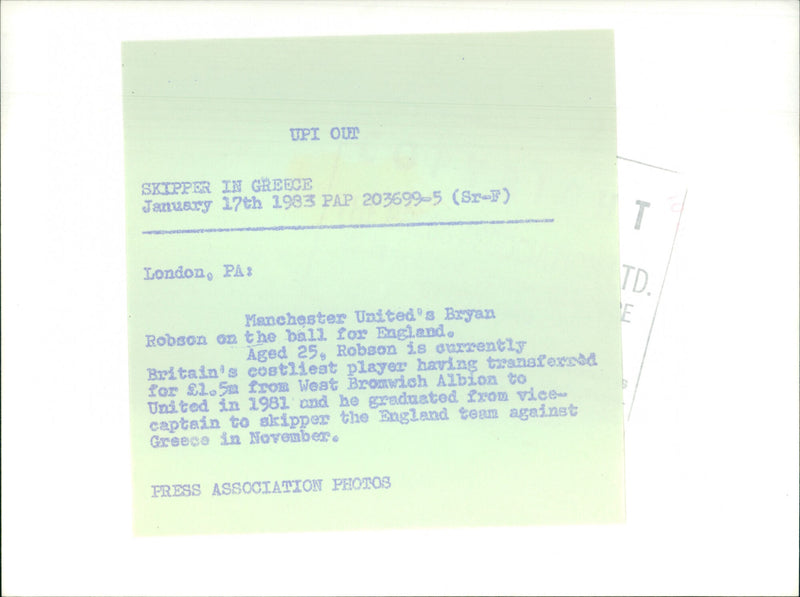 UPI OUT
SKIPPER IN GREECE
January 17th 1983 PAP 203699-5 (Sr-F)
London, PA:
Manchester United's Bryan
Robson on the ball for England.
Aged 25, Robson is currently
Britain's costliest player having transferred
for £1.5m from West Bromwich Albion to
United in 1981 and he graduated from vice-
captain to skipper the England team against
Greece in November.
PRESS ASSOCIATION PHOTOS
T
TD.
E